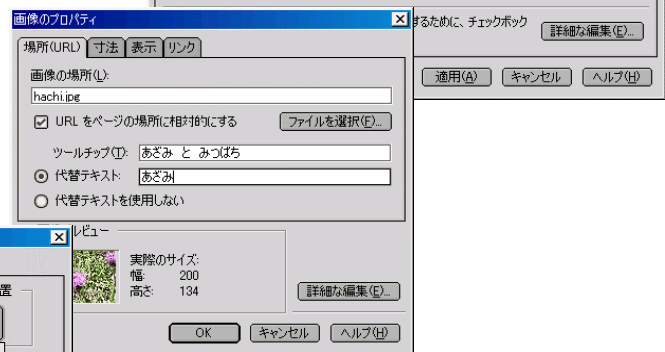 画像のプロパティ
するために、チェックボック
詳細な編集(E)...
場所(URL) 寸法 表示 リンク
適用(A) キャンセル ヘルプ(H)
画像の場所(L):
hachi.jpg
URL をページの場所に相対的にする ファイルを選択(F)...
ツールチップ(T): あざみ と みつばち
代替テキスト: あざみ
代替テキストを使用しない
レビュー
実際のサイズ:
幅: 200
高さ: 134
置
詳細な編集(E)...
OK キャンセル ヘルプ(H)